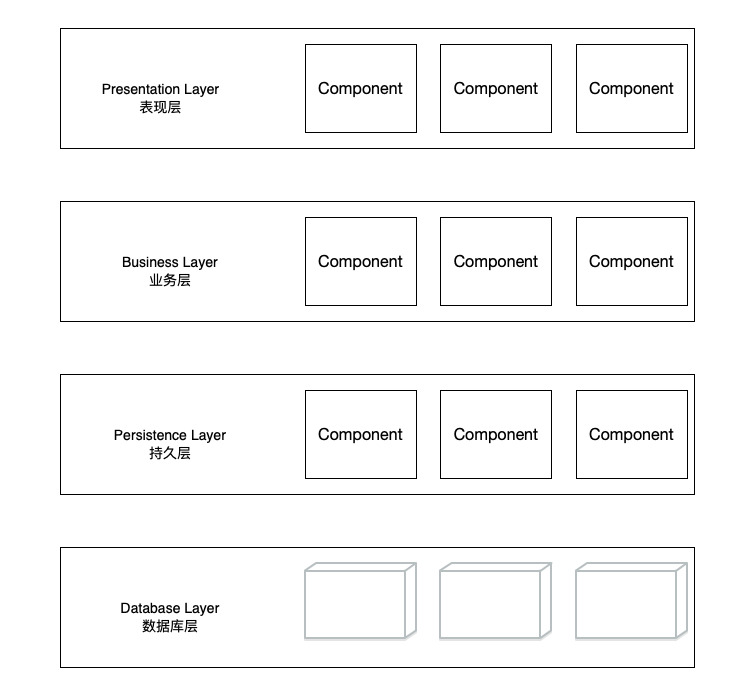 Presentation Layer
表现层
Component
Component
Component
Business Layer
业务层
Component
Component
Component
Persistence Layer
持久层
Component
Component
Component
Database Layer
数据库层